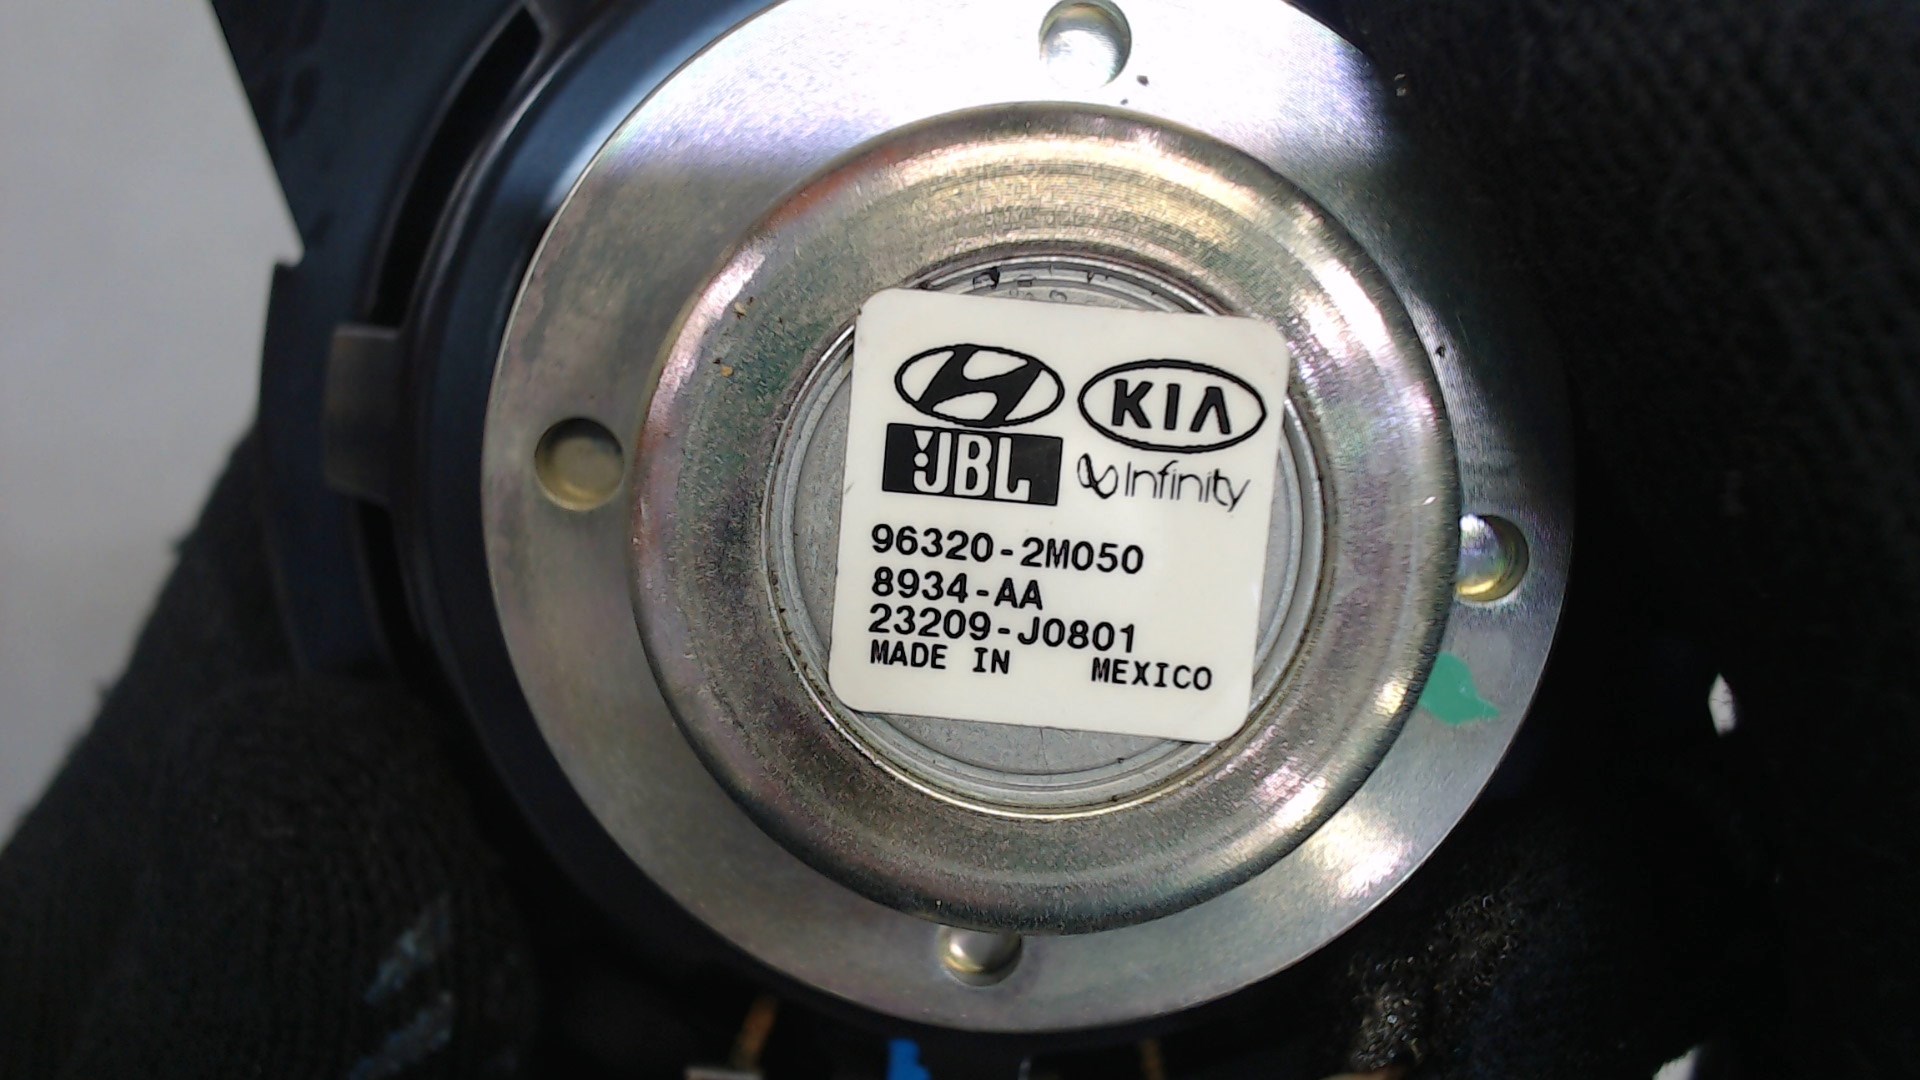 KIA
JBL Infinity
96320-2M050
8934-AA
23209-J0801
MADE IN MEXICO